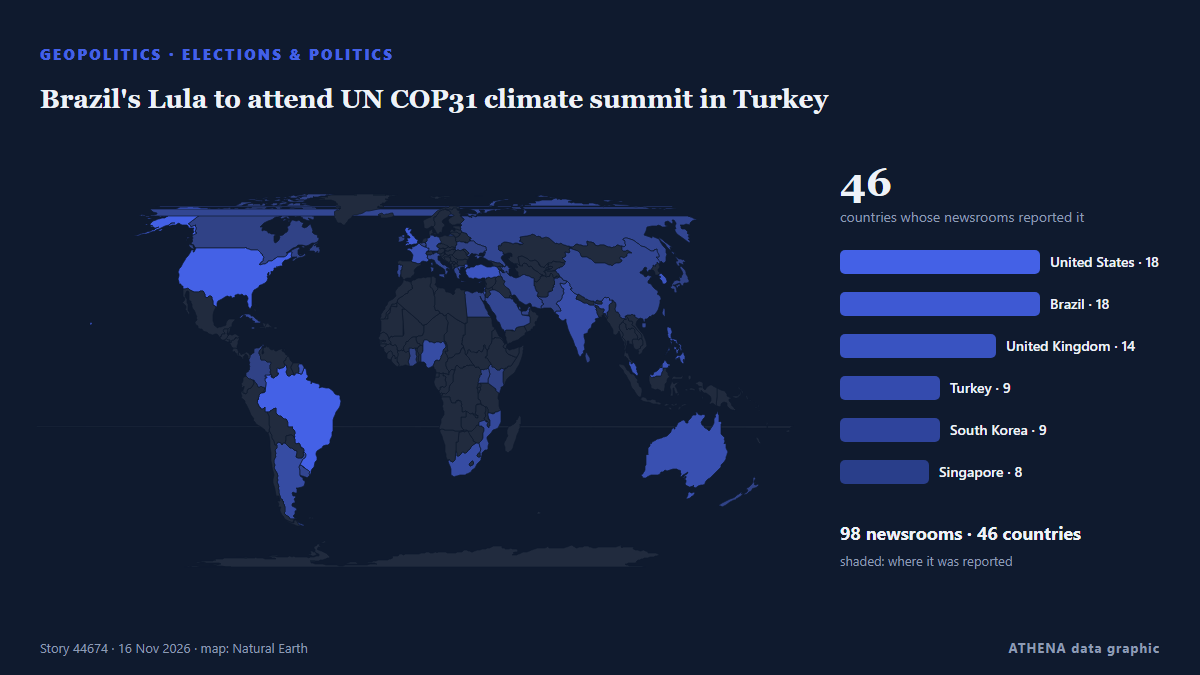 GEOPOLITICS · ELECTIONS & POLITICS
Brazil's Lula to attend UN COP31 climate summit in Turkey
46
countries whose newsrooms reported it
United States · 18
Brazil · 18
United Kingdom · 14
Turkey · 9
South Korea · 9
Singapore · 8
98 newsrooms · 46 countries
shaded: where it was reported
Story 44674 · 16 Nov 2026 · map: Natural Earth
ATHENA data graphic